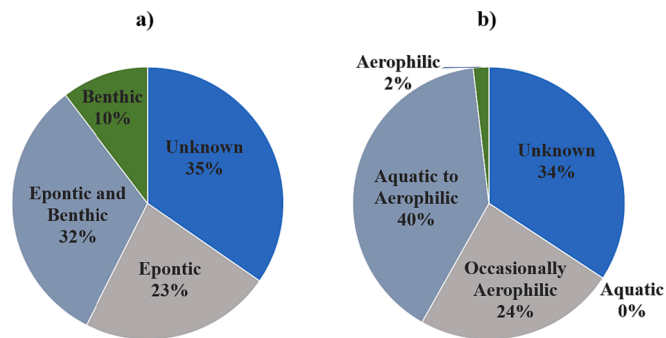 a)
Benthic
10%
Unknown
35%
Epontic and
Benthic
32%
Epontic
23%
b)
Aerophilic
2%
Unknown
34%
Aquatic to
Aerophilic
40%
Occasionally
Aerophilic
24%
Aquatic
0%